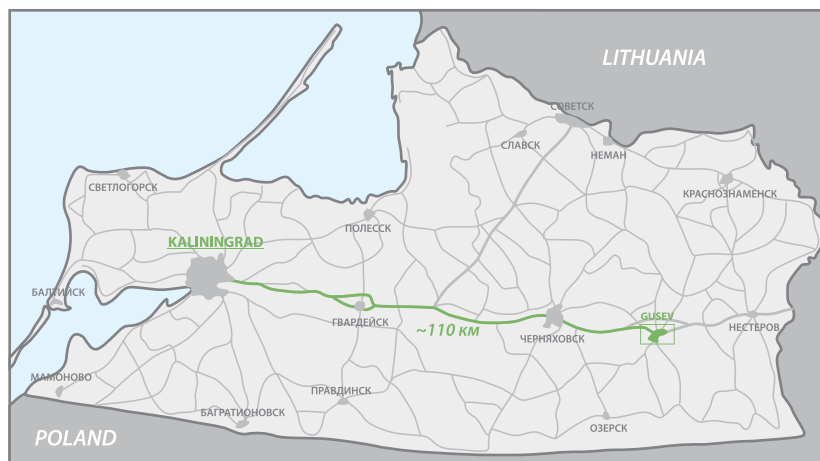 LITHUANIA
СОВЕТСК
СЛАВСК
НЕМАН
СВЕТЛОГОРСК
КРАСНОЗНАМЕНСК
ПОЛЕССК
KALININGRAD
БАЛТИЙСК
ГВАРДЕЙСК
~110 км
ЧЕРНЯХОВСК
GUSEV
НЕСТЕРОВ
МАМОНОВО
ПРАВДИНСК
БАГРАТИОНОВСК
ОЗЕРСК
POLAND